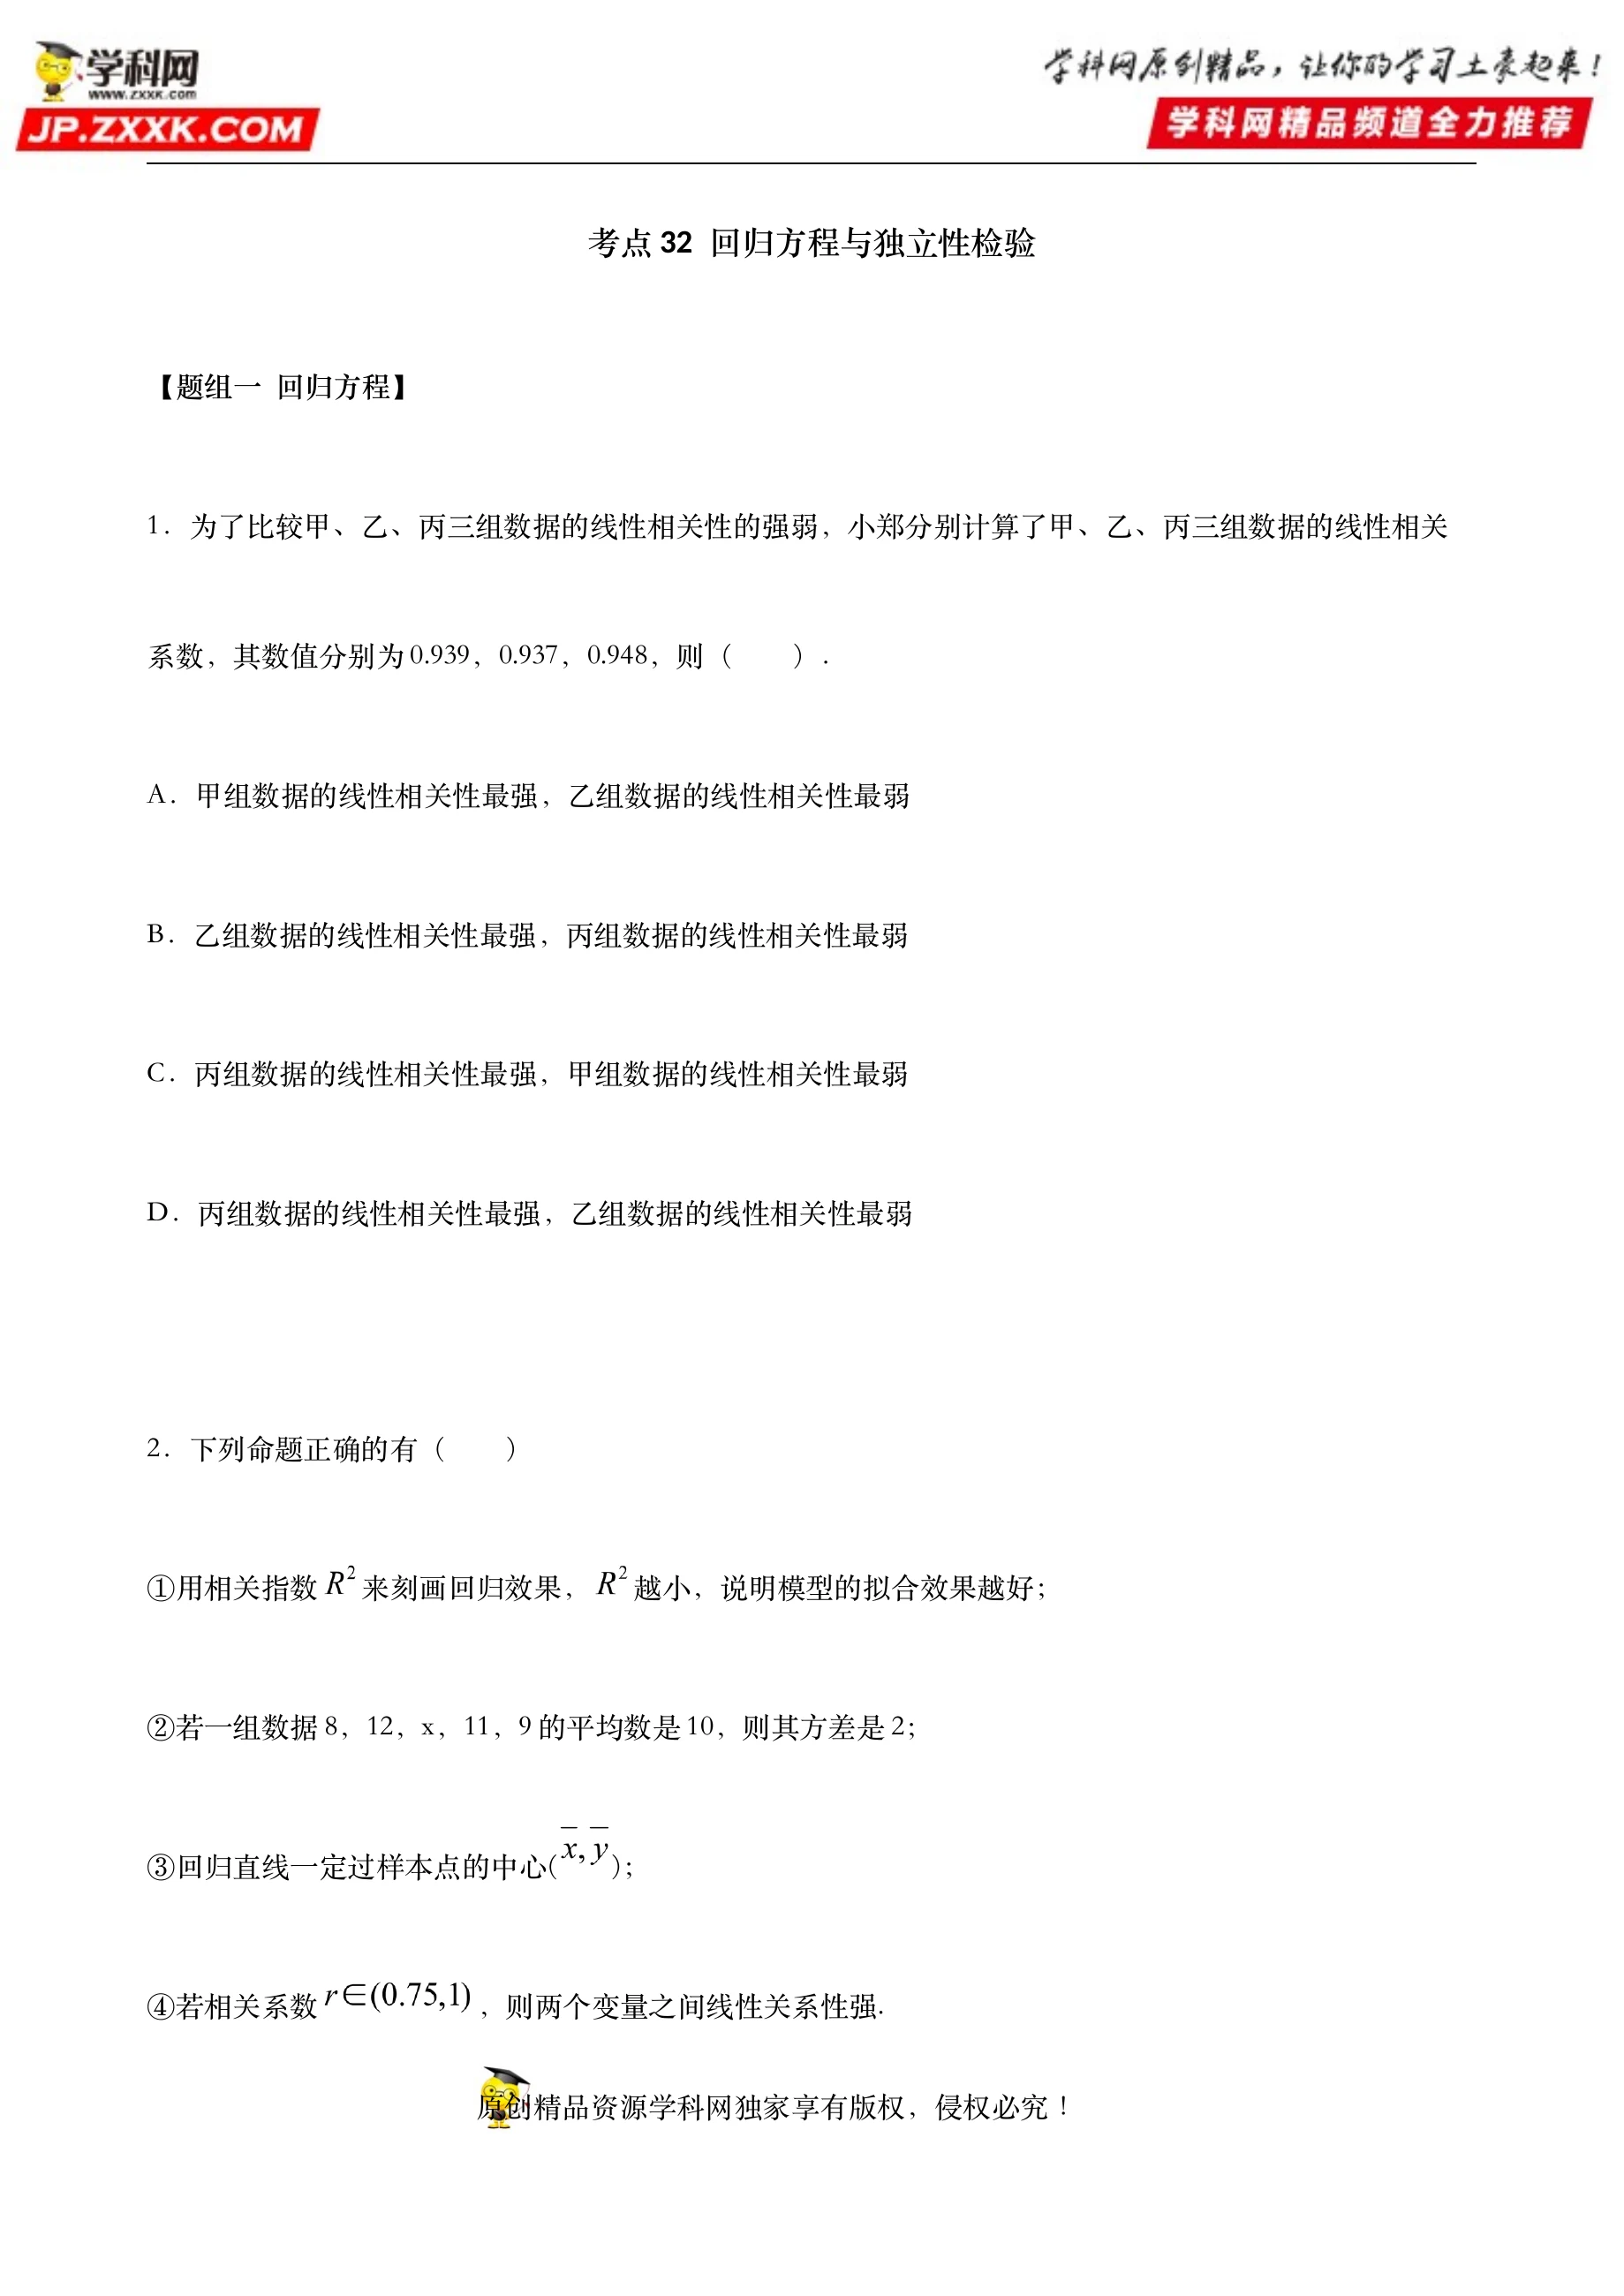 学科网
www.zxxk.com
JP.ZXXK.COM
学科网原创精品，让你的学习土豪起来！
学科网精品频道全力推荐
考点 32 回归方程与独立性检验
【题组一 回归方程】
1．为了比较甲、乙、丙三组数据的线性相关性的强弱，小郑分别计算了甲、乙、丙三组数据的线性相关
系数，其数值分别为 0.939，0.937，0.948，则（　　）.
A．甲组数据的线性相关性最强，乙组数据的线性相关性最弱
B．乙组数据的线性相关性最强，丙组数据的线性相关性最弱
C．丙组数据的线性相关性最强，甲组数据的线性相关性最弱
D．丙组数据的线性相关性最强，乙组数据的线性相关性最弱
2．下列命题正确的有（　　）
①用相关指数 R² 来刻画回归效果，R² 越小，说明模型的拟合效果越好；
②若一组数据 8，12，x，11，9 的平均数是 10，则其方差是 2；
③回归直线一定过样本点的中心(x̄, ȳ)；
④若相关系数 r∈(0.75,1)，则两个变量之间线性关系性强.
原创精品资源学科网独家享有版权，侵权必究！